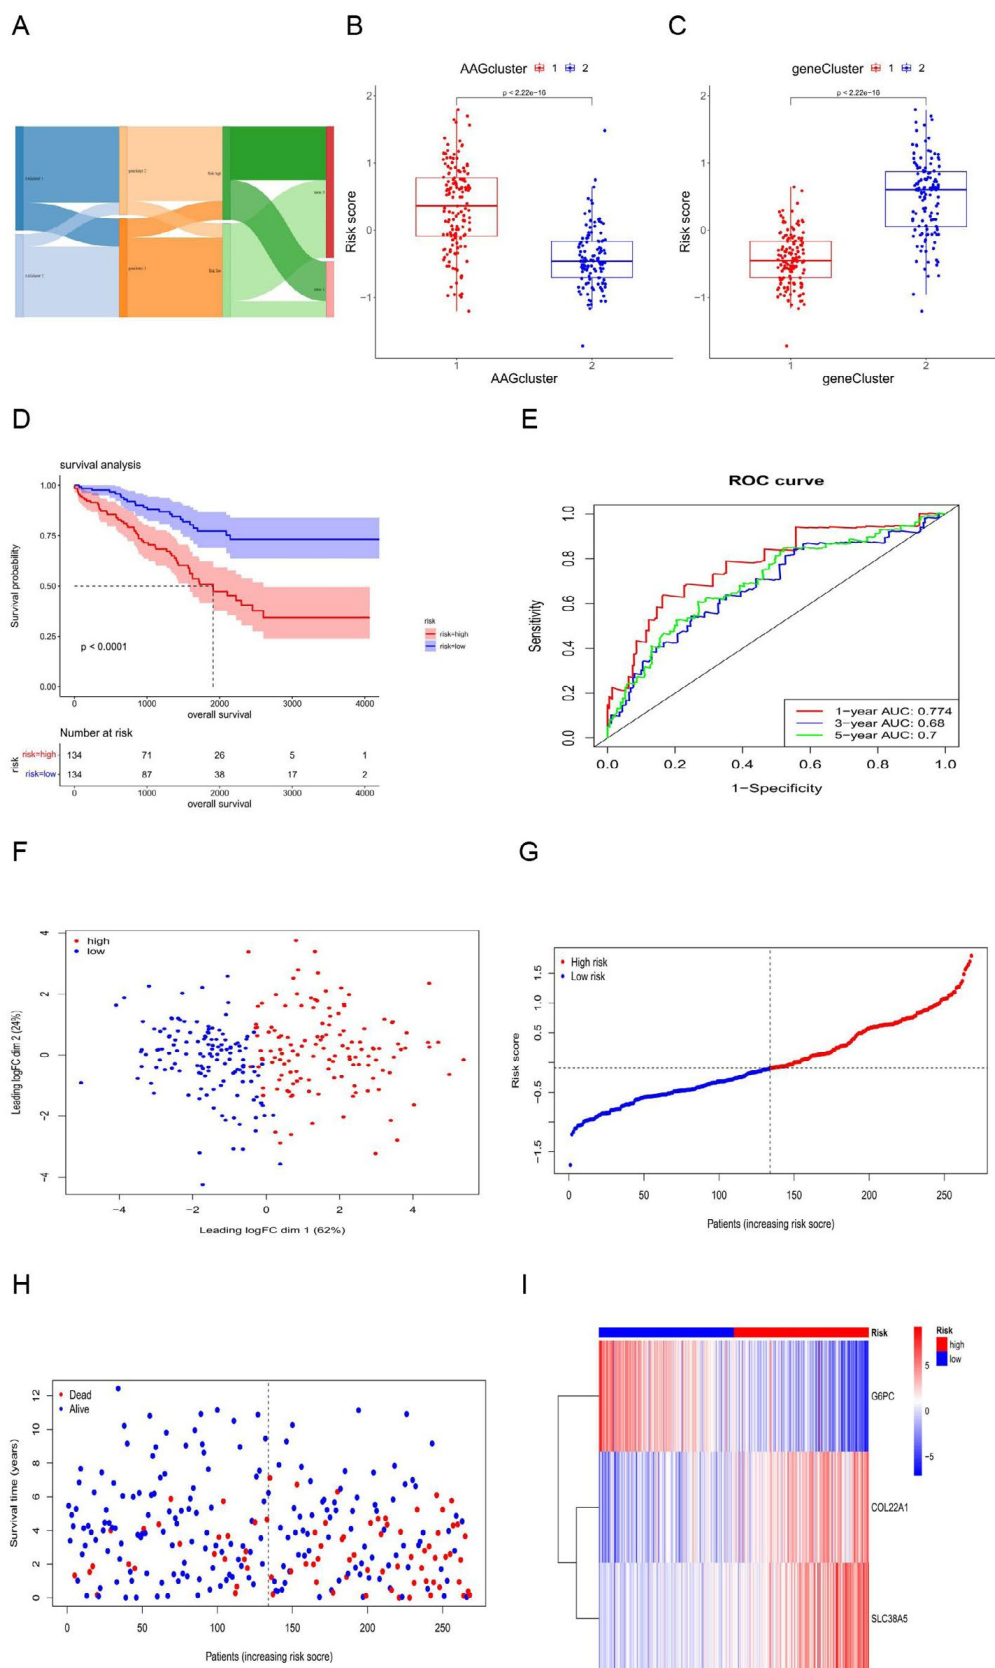 A
B
C
AAGcluster 1 2
p < 2.22e-16
2
1
0
−1
Risk score
1 2
AAGcluster
geneCluster 1 2
p < 2.22e-16
2
1
0
−1
Risk score
1 2
geneCluster
D
survival analysis
1.00
0.75
0.50
0.25
0.00
Survival probability
p < 0.0001
0 1000 2000 3000 4000
overall survival
risk
risk=high
risk=low
Number at risk
risk
risk=high 134 71 26 5 1
risk=low 134 87 38 17 2
0 1000 2000 3000 4000
overall survival
E
ROC curve
1.0
0.8
0.6
0.4
0.2
0.0
Sensitivity
1−year AUC: 0.774
3−year AUC: 0.68
5−year AUC: 0.7
0.0 0.2 0.4 0.6 0.8 1.0
1−Specificity
F
high
low
4
2
0
−2
−4
Leading logFC dim 2 (24%)
−4 −2 0 2 4
Leading logFC dim 1 (62%)
G
High risk
Low risk
1.5
1.0
0.5
−0.5
−1.5
Risk score
0 50 100 150 200 250
Patients (increasing risk socre)
H
Dead
Alive
12
10
8
6
4
2
0
Survival time (years)
0 50 100 150 200 250
Patients (increasing risk socre)
I
Risk
G6PC
COL22A1
SLC38A5
5
0
−5
Risk
high
low